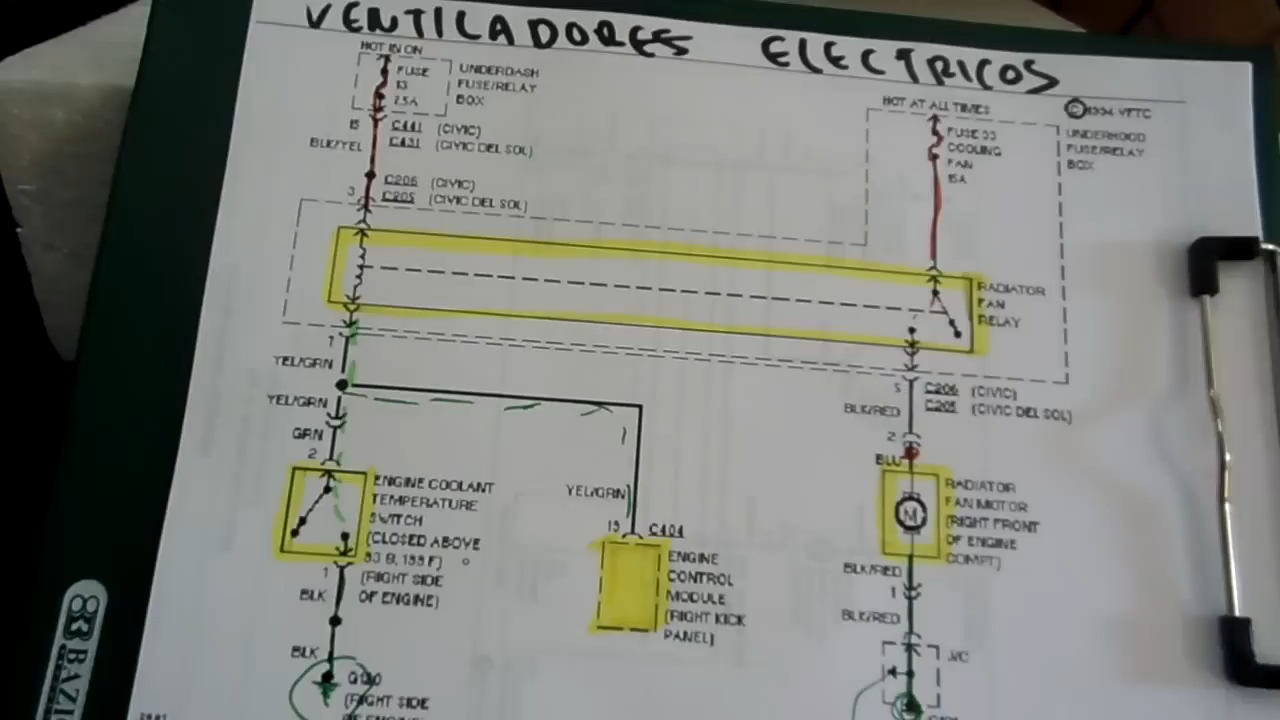 VENTILADORES ELECTRICOS
HOT IN ON
FUSE
13
7.5A
UNDERDASH
FUSE/RELAY
BOX
HOT AT ALL TIMES
FUSE 33
COOLING
FAN
15A
UNDERHOOD
FUSE/RELAY
BOX
15
C441 (CIVIC)
C431 (CIVIC DEL SOL)
BLK/YEL
C206 (CIVIC)
C205 (CIVIC DEL SOL)
3
RADIATOR
FAN
RELAY
1
YEL/GRN
YEL/GRN
GRN
2
5
C206 (CIVIC)
C205 (CIVIC DEL SOL)
BLK/RED
2
BLU
ENGINE COOLANT
TEMPERATURE
SWITCH
(CLOSED ABOVE
(RIGHT SIDE
OF ENGINE)
YEL/GRN
C404
ENGINE
CONTROL
MODULE
(RIGHT KICK
PANEL)
M
RADIATOR
FAN MOTOR
(RIGHT FRONT
OF ENGINE
COMPT)
BLK/RED
1
BLK/RED
J/C
1
BLK
BLK
(RIGHT SIDE
OF ENGINE